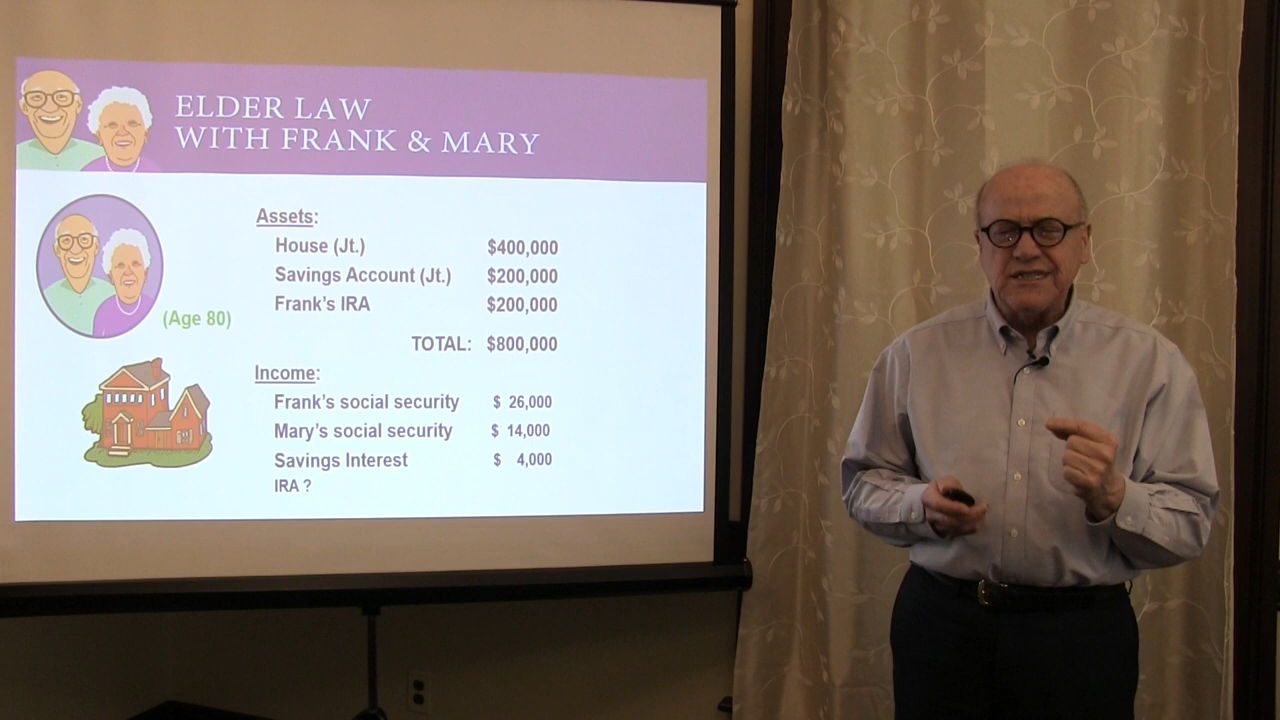 ELDER LAW
WITH FRANK & MARY
Assets:
House (Jt.) $400,000
Savings Account (Jt.) $200,000
Frank's IRA $200,000
(Age 80)
TOTAL: $800,000
Income:
Frank's social security $ 26,000
Mary's social security $ 14,000
Savings Interest $ 4,000
IRA ?